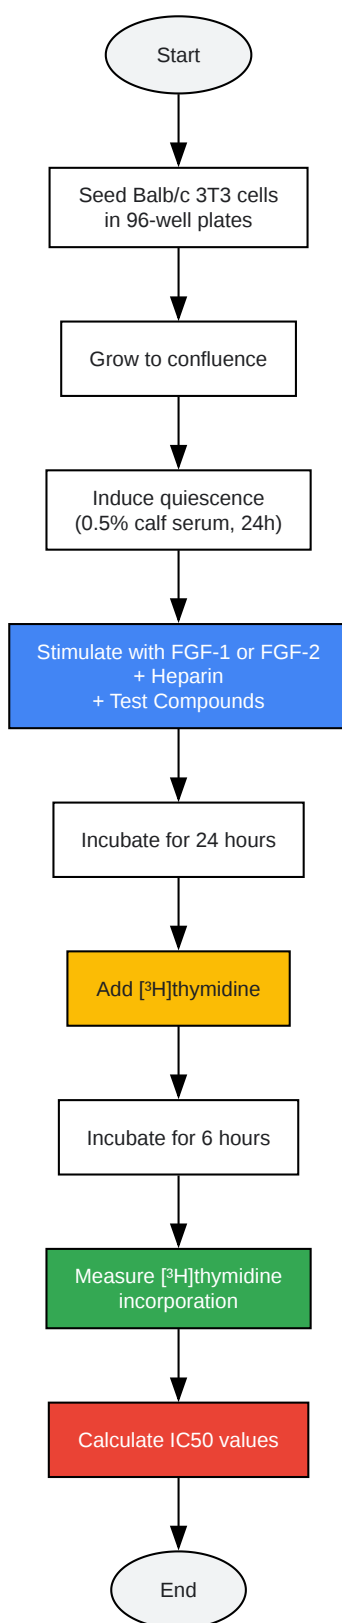 Start
Seed Balb/c 3T3 cells
in 96-well plates
Grow to confluence
Induce quiescence
(0.5% calf serum, 24h)
Stimulate with FGF-1 or FGF-2
+ Heparin
+ Test Compounds
Incubate for 24 hours
Add [³H]thymidine
Incubate for 6 hours
Measure [³H]thymidine
incorporation
Calculate IC50 values
End